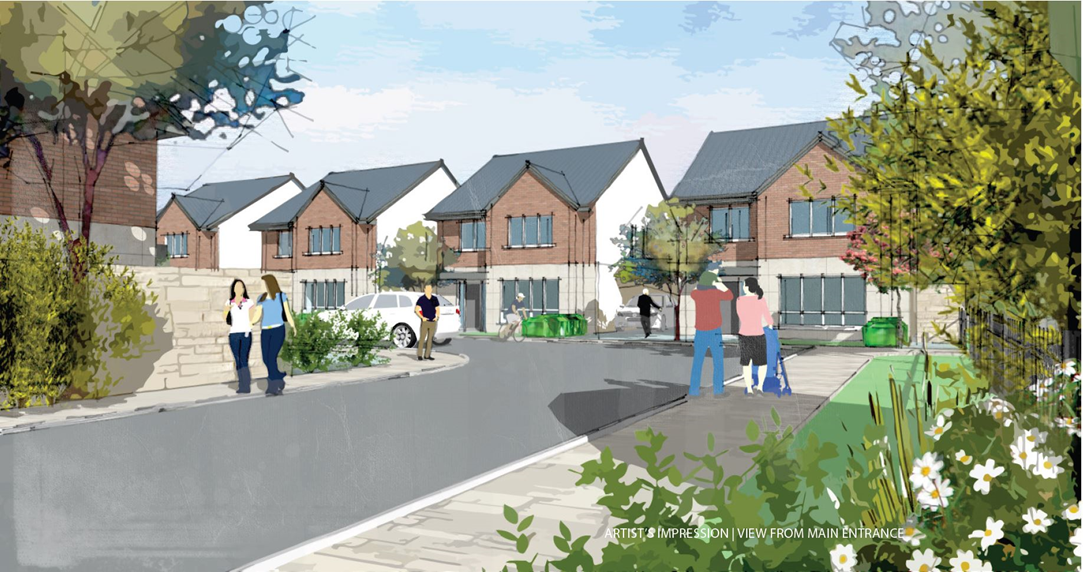 ARTIST'S IMPRESSION | VIEW FROM MAIN ENTRANCE